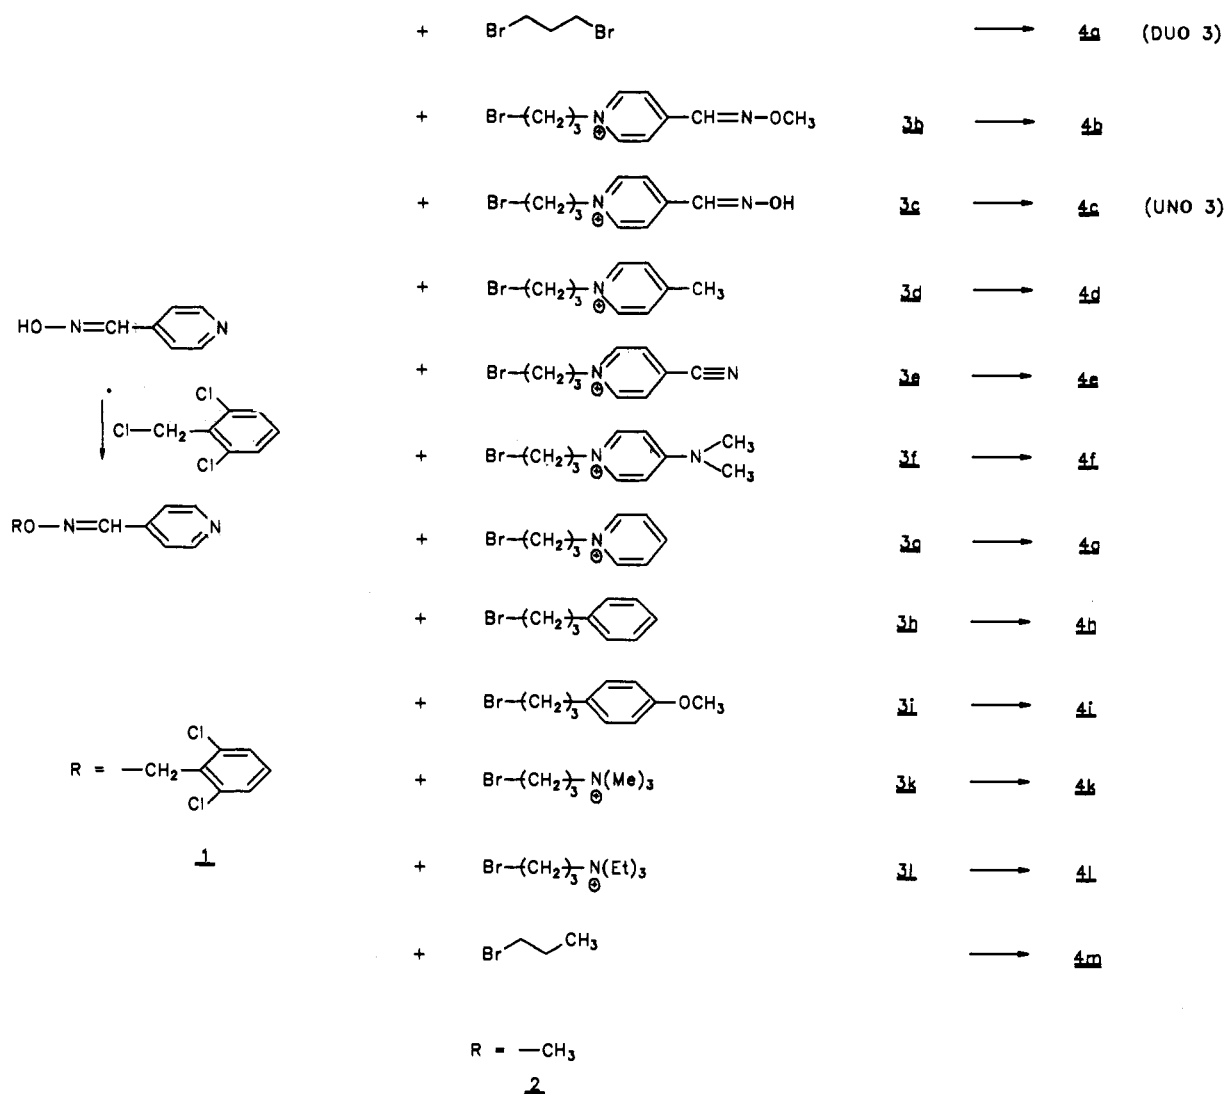 + Br Br 4a (DUO 3)
+ Br-(CH2)3-N⊕ CH=N-OCH3 3b 4b
+ Br-(CH2)3-N⊕ CH=N-OH 3c 4c (UNO 3)
+ Br-(CH2)3-N⊕ CH3 3d 4d
HO-N=CH N
+ Br-(CH2)3-N⊕ C≡N 3e 4e
Cl-CH2 Cl Cl
+ Br-(CH2)3-N⊕ N CH3 CH3 3f 4f
RO-N=CH N
+ Br-(CH2)3-N⊕ 3g 4g
+ Br-(CH2)3 3h 4h
+ Br-(CH2)3 OCH3 3i 4i
R = -CH2 Cl Cl
+ Br-(CH2)3-N⊕(Me)3 3k 4k
1
+ Br-(CH2)3-N⊕(Et)3 3l 4l
+ Br CH3 4m
R = -CH3
2